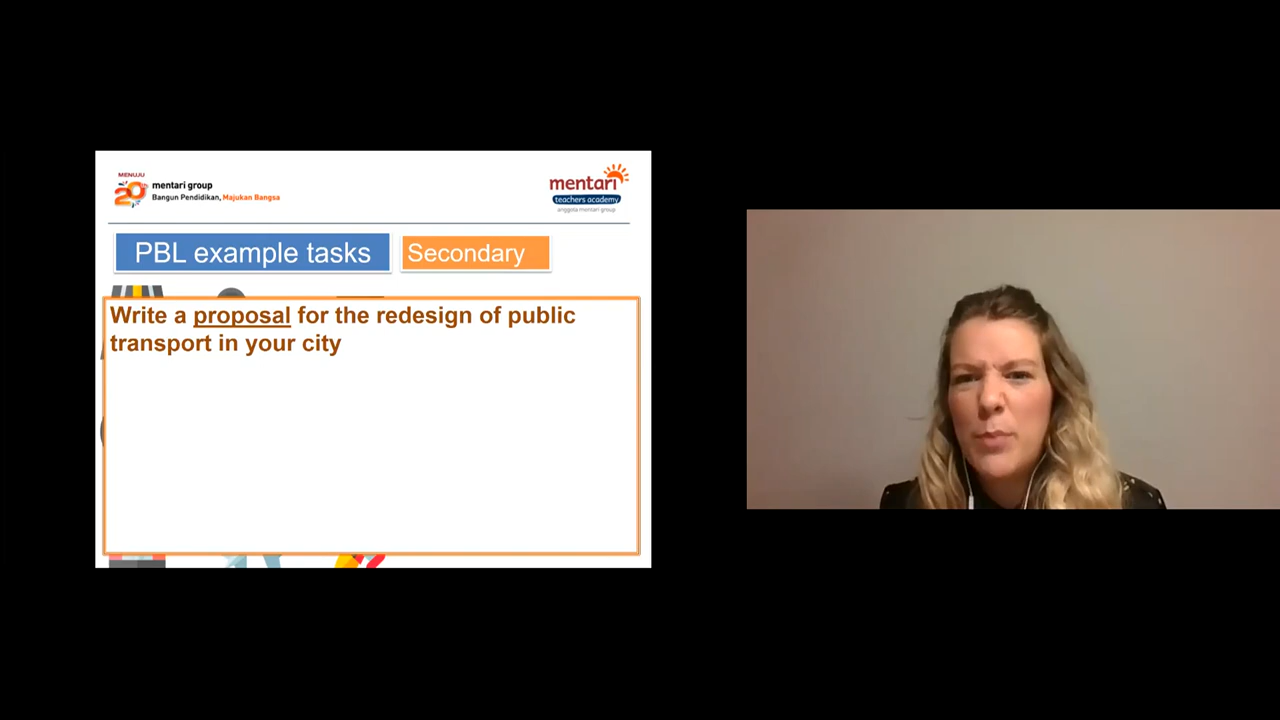 MENUJU
20th
mentari group
Bangun Pendidikan, Majukan Bangsa
mentari
teachers academy
anggota mentari group
PBL example tasks
Secondary
Write a proposal for the redesign of public
transport in your city